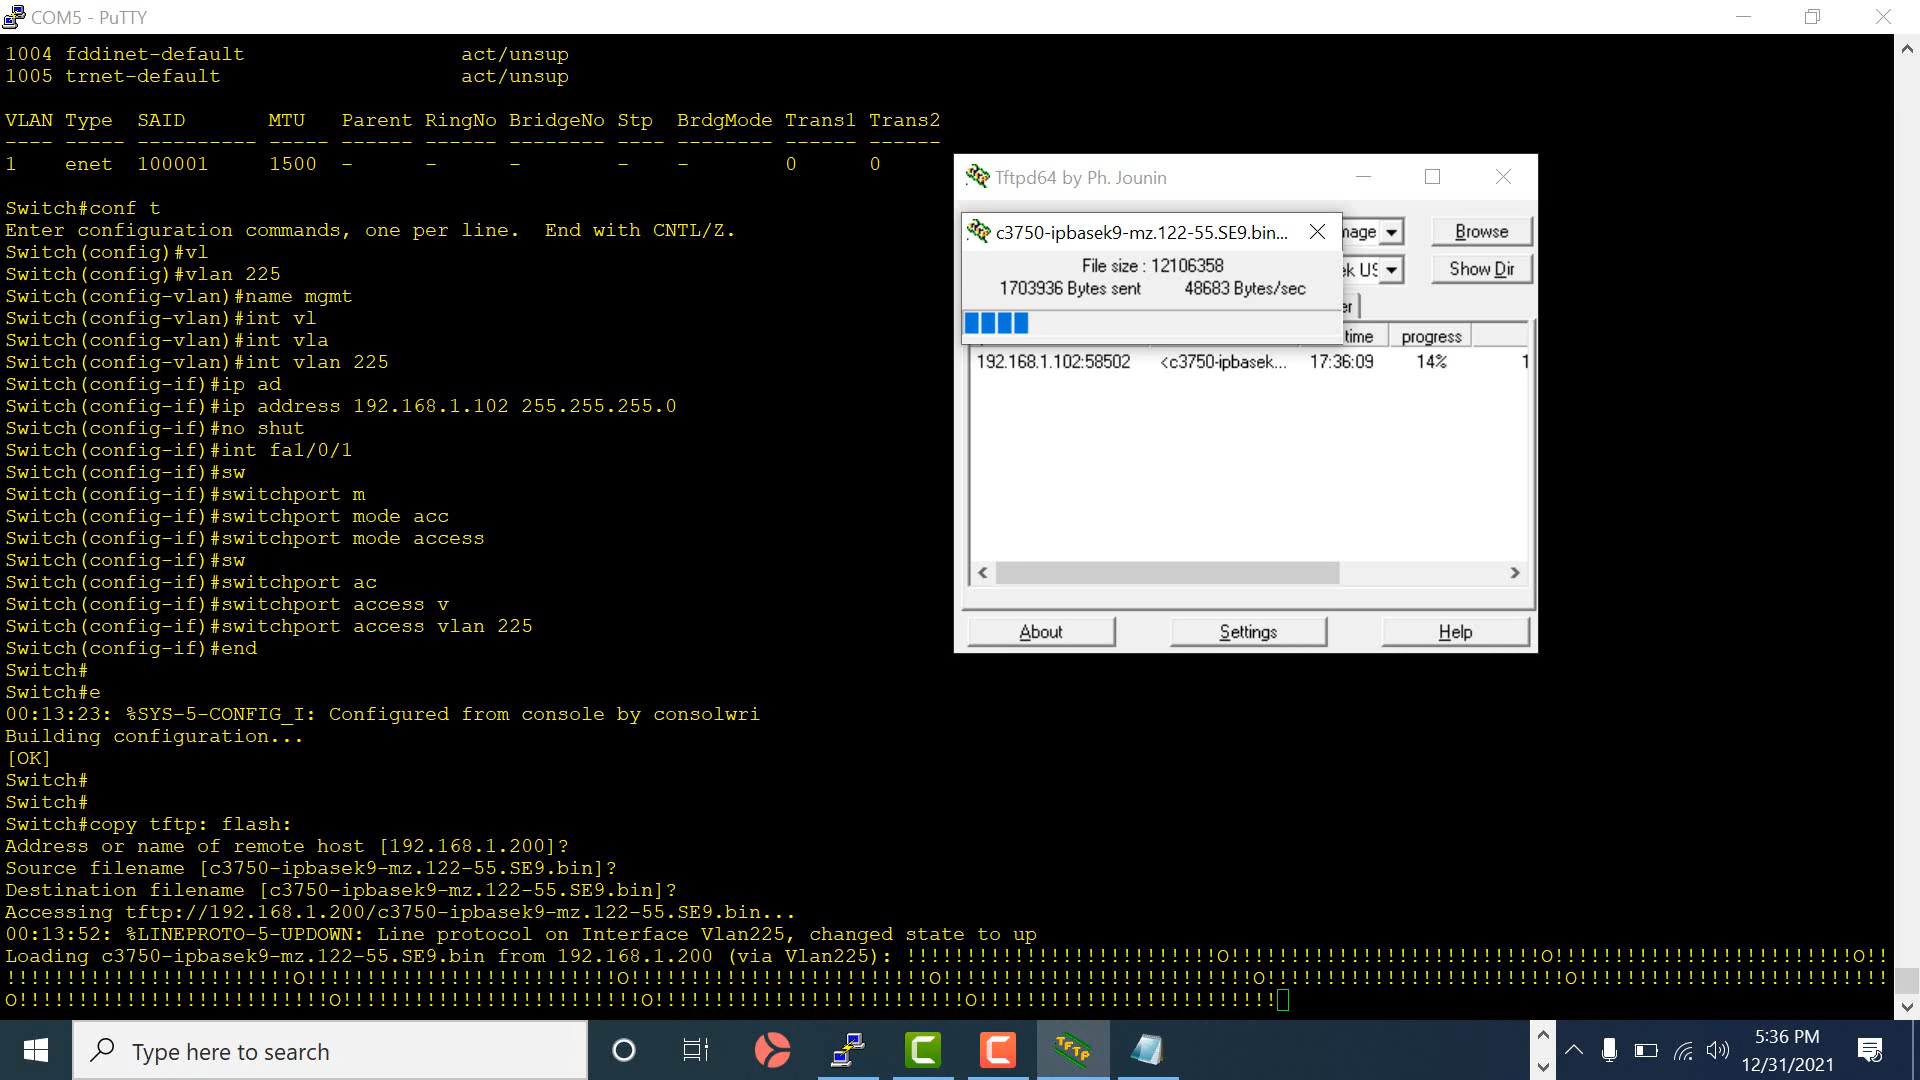 COM5 - PuTTY
1004 fddinet-default                  act/unsup
1005 trnet-default                    act/unsup
VLAN Type  SAID       MTU   Parent RingNo BridgeNo Stp  BrdgMode Trans1 Trans2
---- ----- ---------- ----- ------ ------ -------- ---- -------- ------ ------
1    enet  100001     1500  -      -      -        -    -        0      0
Switch#conf t
Enter configuration commands, one per line.  End with CNTL/Z.
Switch(config)#vl
Switch(config)#vlan 225
Switch(config-vlan)#name mgmt
Switch(config-vlan)#int vl
Switch(config-vlan)#int vla
Switch(config-vlan)#int vlan 225
Switch(config-if)#ip ad
Switch(config-if)#ip address 192.168.1.102 255.255.255.0
Switch(config-if)#no shut
Switch(config-if)#int fa1/0/1
Switch(config-if)#sw
Switch(config-if)#switchport m
Switch(config-if)#switchport mode acc
Switch(config-if)#switchport mode access
Switch(config-if)#sw
Switch(config-if)#switchport ac
Switch(config-if)#switchport access v
Switch(config-if)#switchport access vlan 225
Switch(config-if)#end
Switch#
Switch#e
00:13:23: %SYS-5-CONFIG_I: Configured from console by consolwri
Building configuration...
[OK]
Switch#
Switch#
Switch#copy tftp: flash:
Address or name of remote host [192.168.1.200]?
Source filename [c3750-ipbasek9-mz.122-55.SE9.bin]?
Destination filename [c3750-ipbasek9-mz.122-55.SE9.bin]?
Accessing tftp://192.168.1.200/c3750-ipbasek9-mz.122-55.SE9.bin...
00:13:52: %LINEPROTO-5-UPDOWN: Line protocol on Interface Vlan225, changed state to up
Loading c3750-ipbasek9-mz.122-55.SE9.bin from 192.168.1.200 (via Vlan225): !!!!!!!!!!!!!!!!!!!!!!!!!!O!!!!!!!!!!!!!!!!!!!!!!!!!!O!!!!!!!!!!!!!!!!!!!!!!!!!O!!
!!!!!!!!!!!!!!!!!!!!!!!!O!!!!!!!!!!!!!!!!!!!!!!!!!!O!!!!!!!!!!!!!!!!!!!!!!!!!O!!!!!!!!!!!!!!!!!!!!!!!!!!O!!!!!!!!!!!!!!!!!!!!!!!!!O!!!!!!!!!!!!!!!!!!!!!!!!!!
O!!!!!!!!!!!!!!!!!!!!!!!!!!O!!!!!!!!!!!!!!!!!!!!!!!!!O!!!!!!!!!!!!!!!!!!!!!!!!!!O!!!!!!!!!!!!!!!!!!!!!!!!!
Tftpd64 by Ph. Jounin
c3750-ipbasek9-mz.122-55.SE9.bin...
File size : 12106358
1703936 Bytes sent    48683 Bytes/sec
Browse
Show Dir
time progress
192.168.1.102:58502 <c3750-ipbasek... 17:36:09 14% 1
About Settings Help
Type here to search
TFTP
5:36 PM
12/31/2021